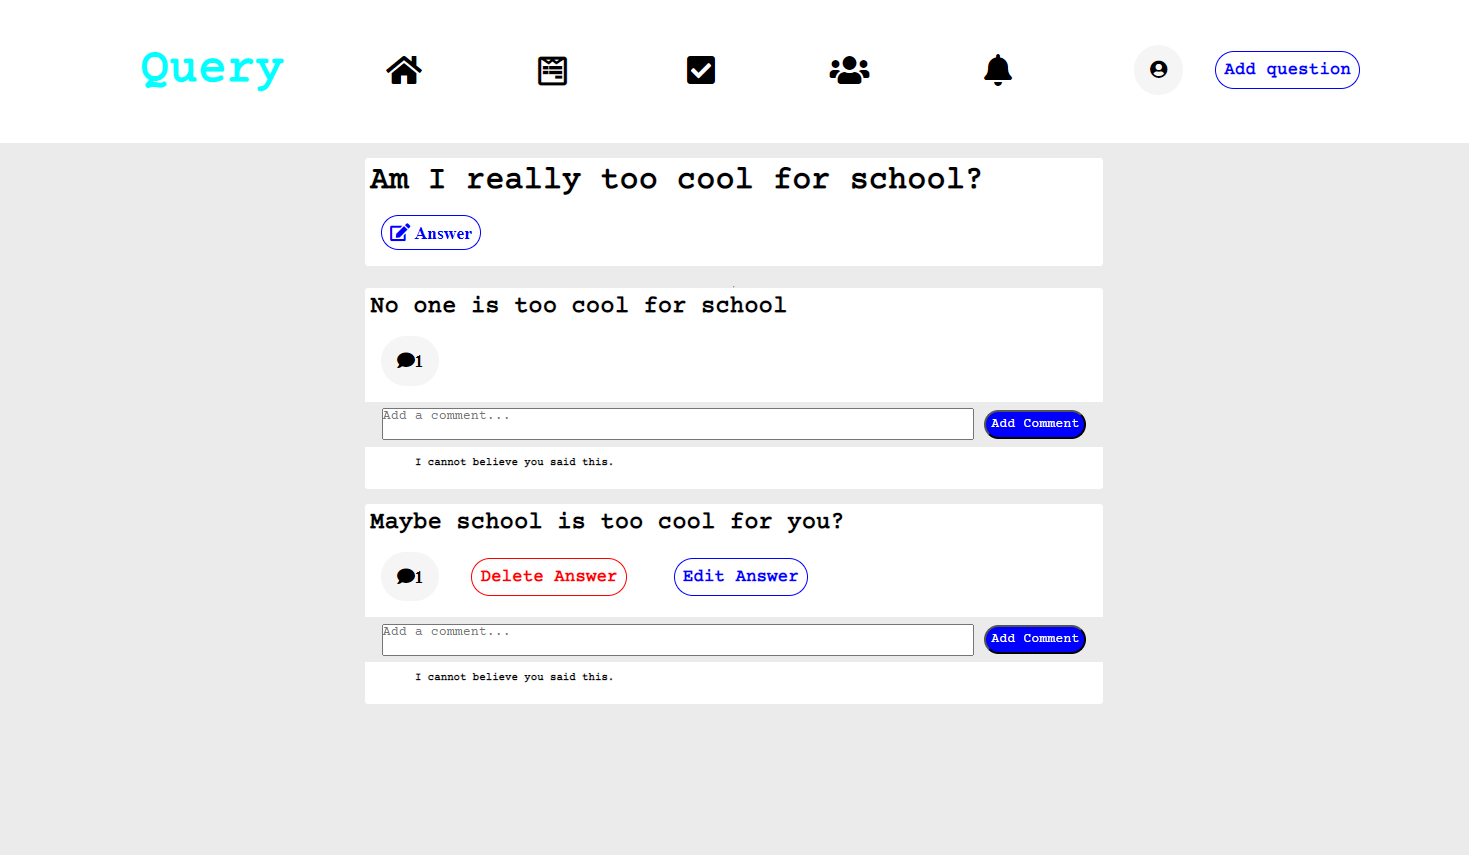 Query
Add question
Am I really too cool for school?
Answer
No one is too cool for school
1
Add a comment...
Add Comment
I cannot believe you said this.
Maybe school is too cool for you?
1
Delete Answer
Edit Answer
Add a comment...
Add Comment
I cannot believe you said this.